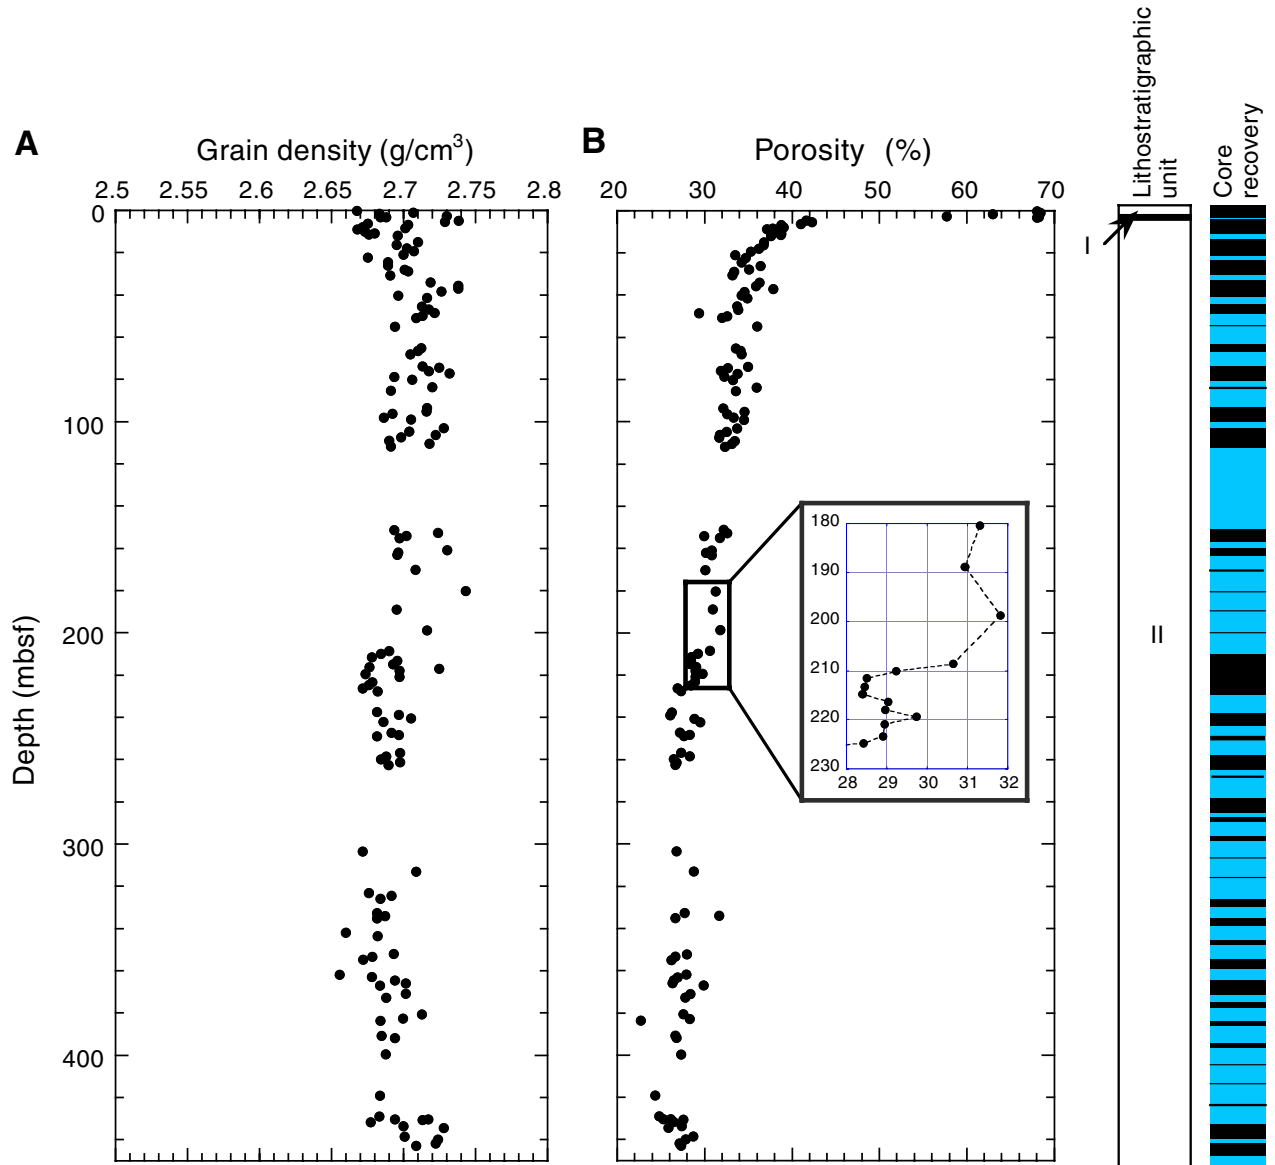 Lithostratigraphic
unit
Core
recovery
A
Grain density (g/cm³)
B
Porosity (%)
2.5 2.55 2.6 2.65 2.7 2.75 2.8
20 30 40 50 60 70
0
100
200
300
400
Depth (mbsf)
I
II
180
190
200
210
220
230
28 29 30 31 32